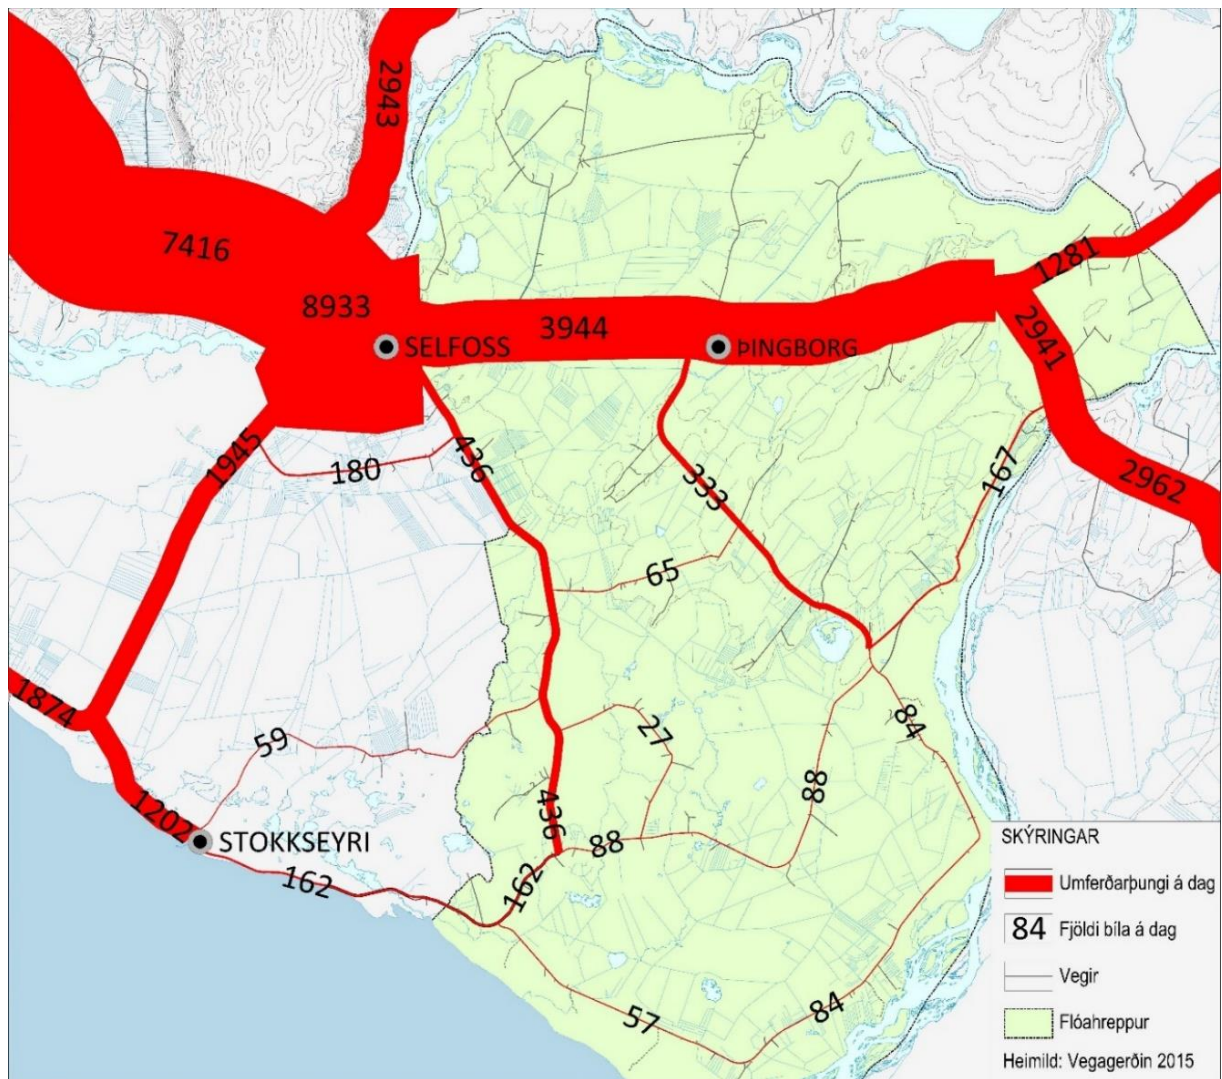 2943
7416
8933
3944
1281
SELFOSS
ÞINGBORG
2941
1945
180
436
333
167
2962
65
1874
59
27
84
88
1202
STOKKSEYRI
436
88
162
162
57
84
SKÝRINGAR
Umferðarþungi á dag
84 Fjöldi bíla á dag
Vegir
Flóahreppur
Heimild: Vegagerðin 2015